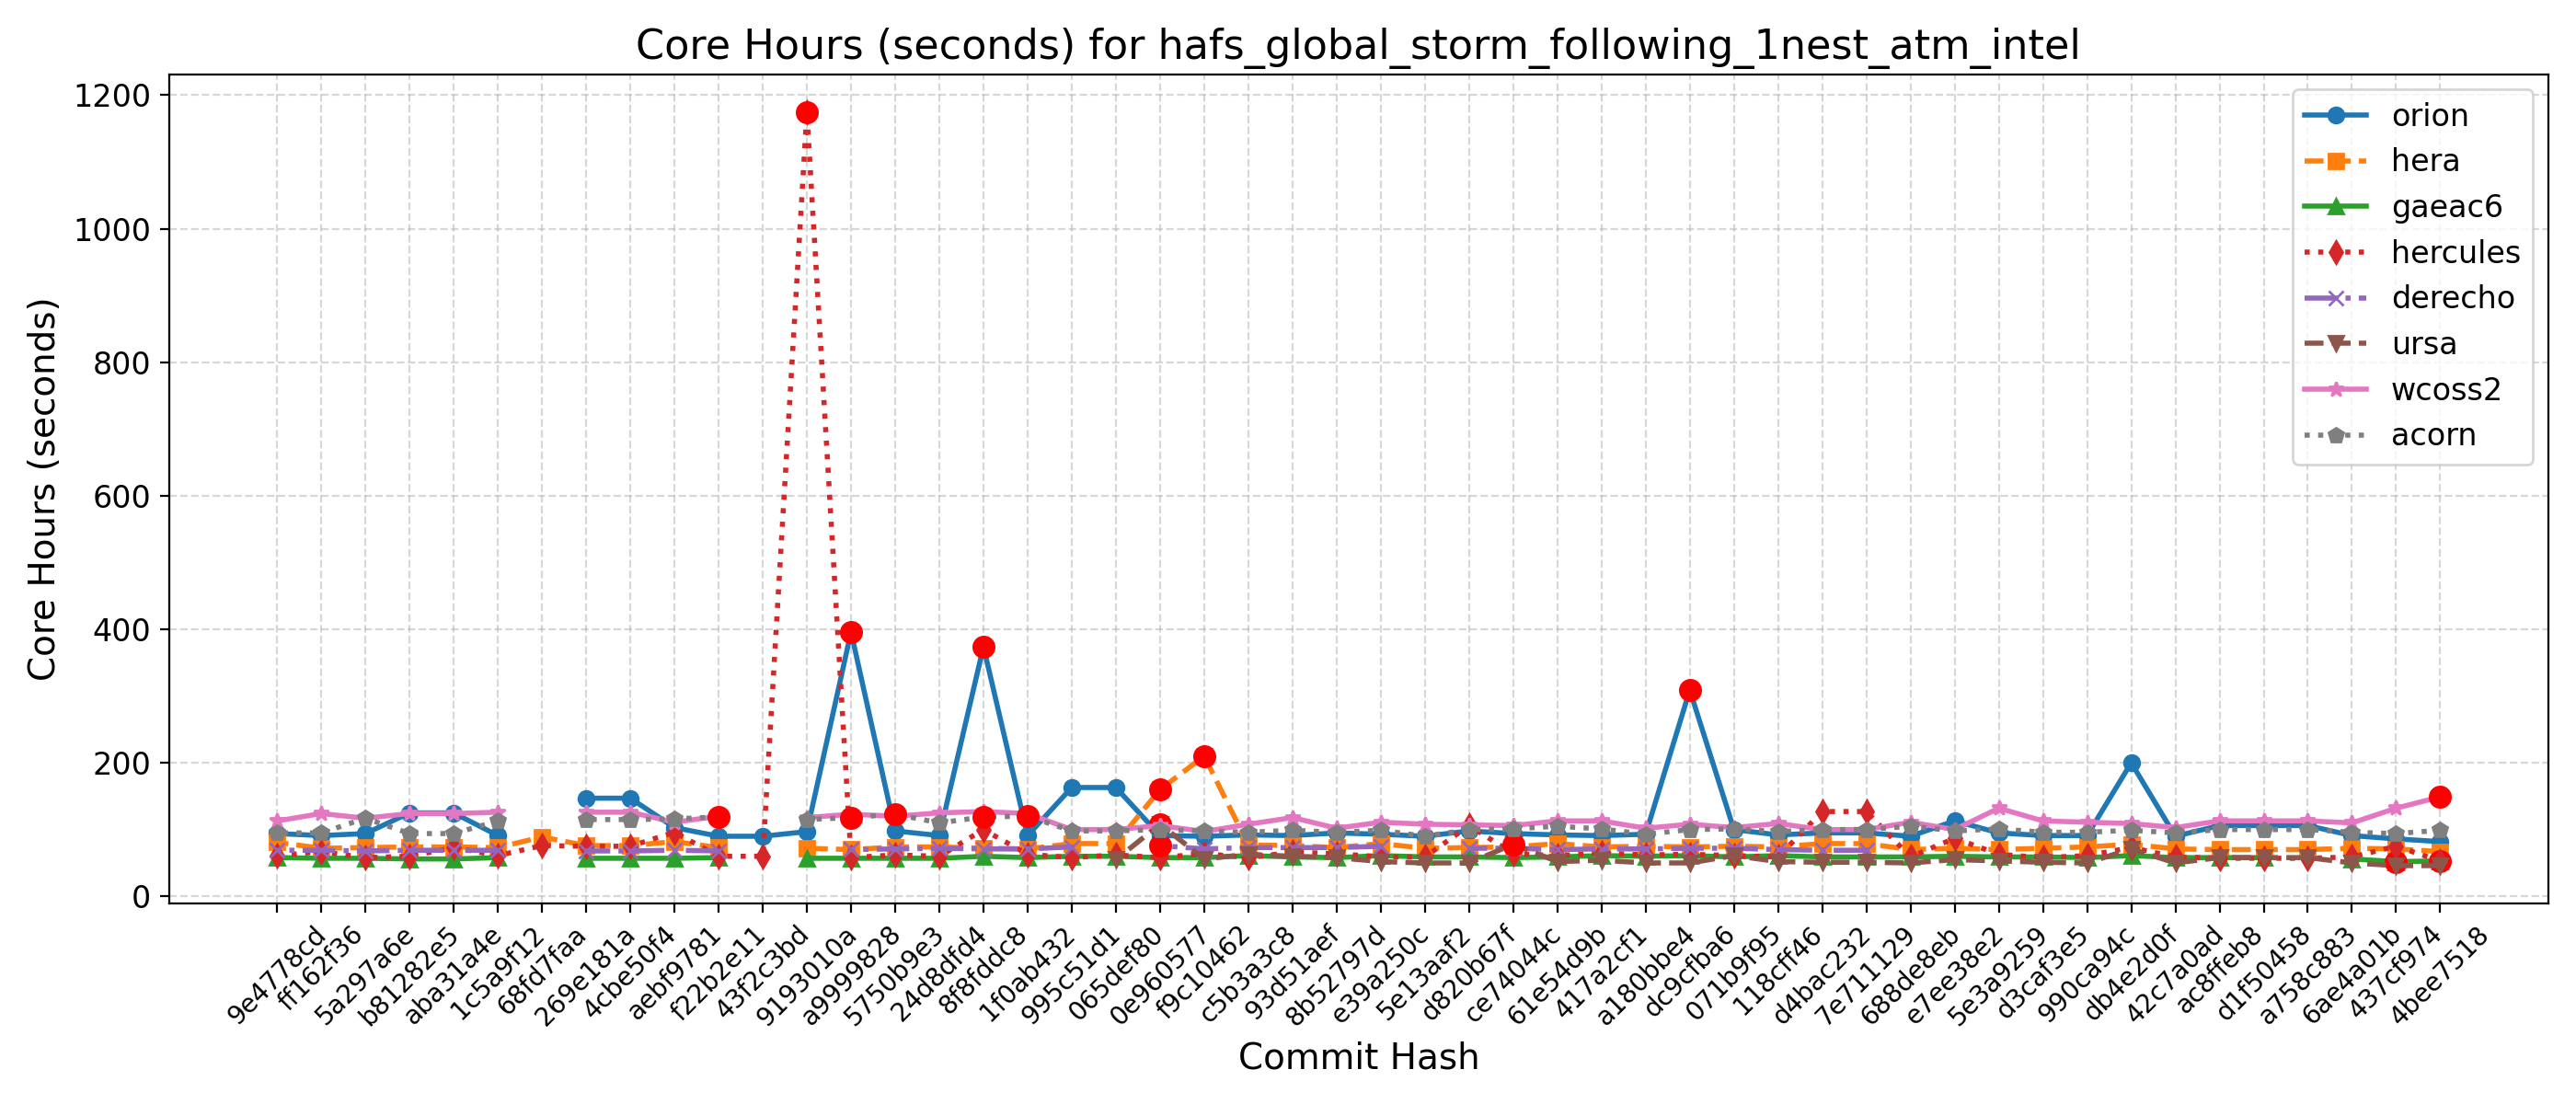 Core Hours (seconds) for hafs_global_storm_following_1nest_atm_intel
Core Hours (seconds)
1200
1000
800
600
400
200
0
orion
hera
gaeac6
hercules
derecho
ursa
wcoss2
acorn
9e4778cd
ff162f36
5a297a6e
b81282e5
aba31a4e
1c5a9f12
68fd7faa
269e181a
4cbe50f4
aebf9781
f22b2e11
43f2c3bd
9193010a
a9999828
5750b9e3
24d8dfd4
8f8fddc8
1f0ab432
995c51d1
065def80
0e960577
f9c10462
c5b3a3c8
93d51aef
8b52797d
e39a250c
5e13aaf2
d820b67f
ce74044c
61e54d9b
417a2cf1
a180bbe4
dc9cfba6
071b9f95
118cff46
d4bac232
7e711129
688de8eb
e7ee38e2
5e3a9259
d3caf3e5
990ca94c
db4e2d0f
42c7a0ad
ac8ffeb8
d1f50458
a758c883
6ae4a01b
437cf974
4bee7518
Commit Hash